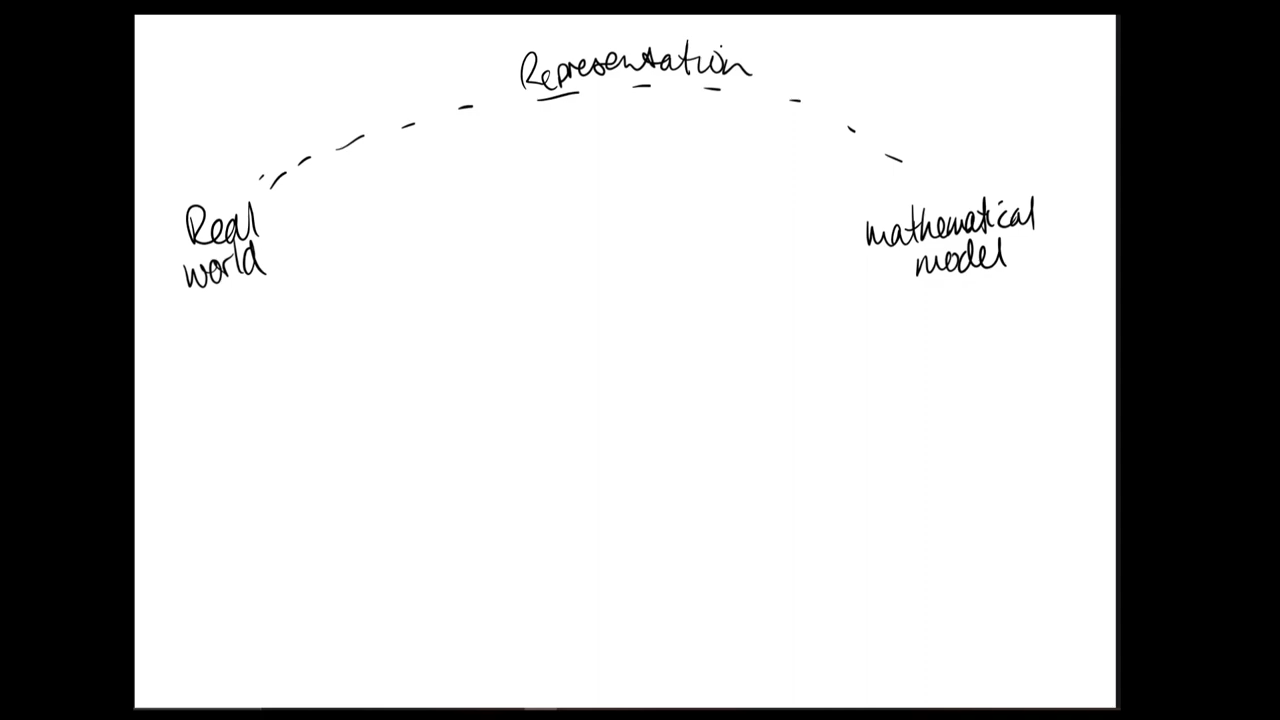 Representation
Real
world
mathematical
model